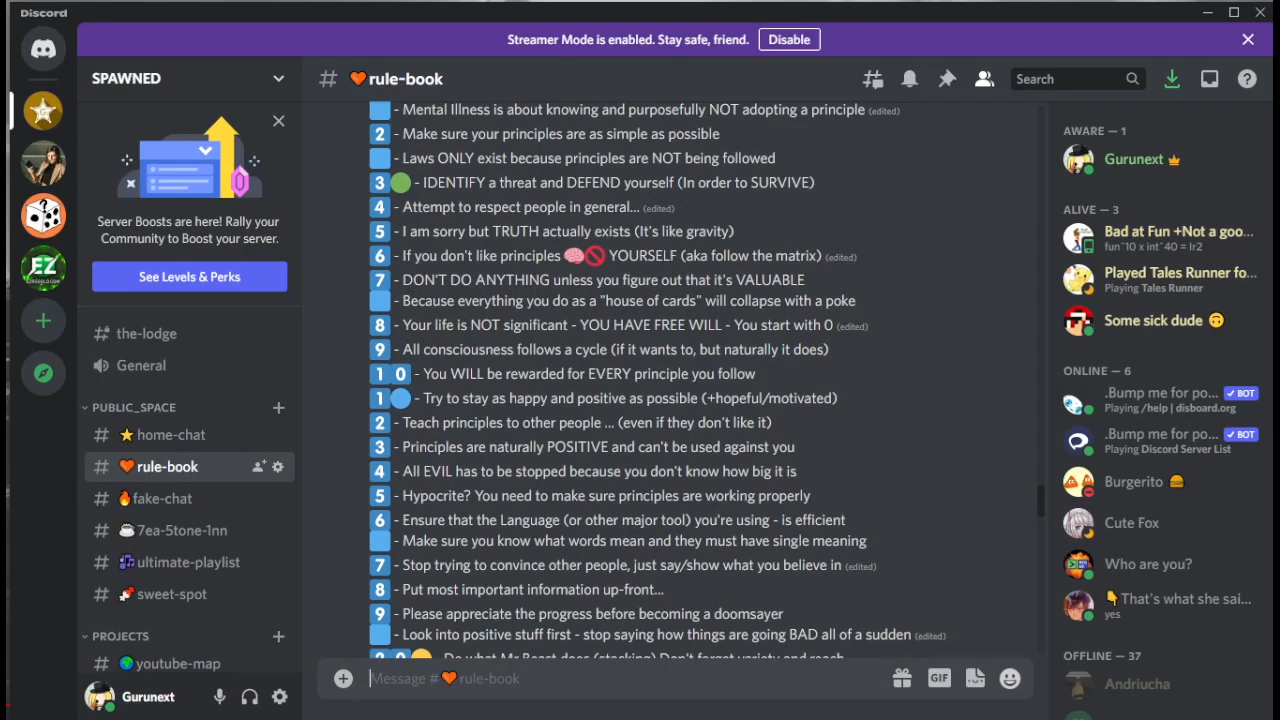 Discord
Streamer Mode is enabled. Stay safe, friend. Disable
SPAWNED
Server Boosts are here! Rally your
Community to Boost your server.
See Levels & Perks
the-lodge
General
PUBLIC_SPACE
home-chat
rule-book
fake-chat
7ea-5tone-1nn
ultimate-playlist
sweet-spot
PROJECTS
youtube-map
Gurunext
rule-book
Search
- Mental Illness is about knowing and purposefully NOT adopting a principle (edited)
2 - Make sure your principles are as simple as possible
- Laws ONLY exist because principles are NOT being followed
3 - IDENTIFY a threat and DEFEND yourself (In order to SURVIVE)
4 - Attempt to respect people in general... (edited)
5 - I am sorry but TRUTH actually exists (It's like gravity)
6 - If you don't like principles 🧠🚫 YOURSELF (aka follow the matrix) (edited)
7 - DON'T DO ANYTHING unless you figure out that it's VALUABLE
- Because everything you do as a "house of cards" will collapse with a poke
8 - Your life is NOT significant - YOU HAVE FREE WILL - You start with 0 (edited)
9 - All consciousness follows a cycle (if it wants to, but naturally it does)
1 0 - You WILL be rewarded for EVERY principle you follow
1 - Try to stay as happy and positive as possible (+hopeful/motivated)
2 - Teach principles to other people ... (even if they don't like it)
3 - Principles are naturally POSITIVE and can't be used against you
4 - All EVIL has to be stopped because you don't know how big it is
5 - Hypocrite? You need to make sure principles are working properly
6 - Ensure that the Language (or other major tool) you're using - is efficient
- Make sure you know what words mean and they must have single meaning
7 - Stop trying to convince other people, just say/show what you believe in (edited)
8 - Put most important information up-front...
9 - Please appreciate the progress before becoming a doomsayer
- Look into positive stuff first - stop saying how things are going BAD all of a sudden (edited)
2 0 - Do what Mr Beast does (stacking) Don't forget variety and reach
Message # rule-book
GIF
AWARE — 1
Gurunext
ALIVE — 3
Bad at Fun +Not a goo...
fun^10 x int^40 = lr2
Played Tales Runner fo...
Playing Tales Runner
Some sick dude
ONLINE — 6
.Bump me for po... BOT
Playing /help | disboard.org
.Bump me for po... BOT
Playing Discord Server List
Burgerito
Cute Fox
Who are you?
That's what she sai...
yes
OFFLINE — 37
Andriucha